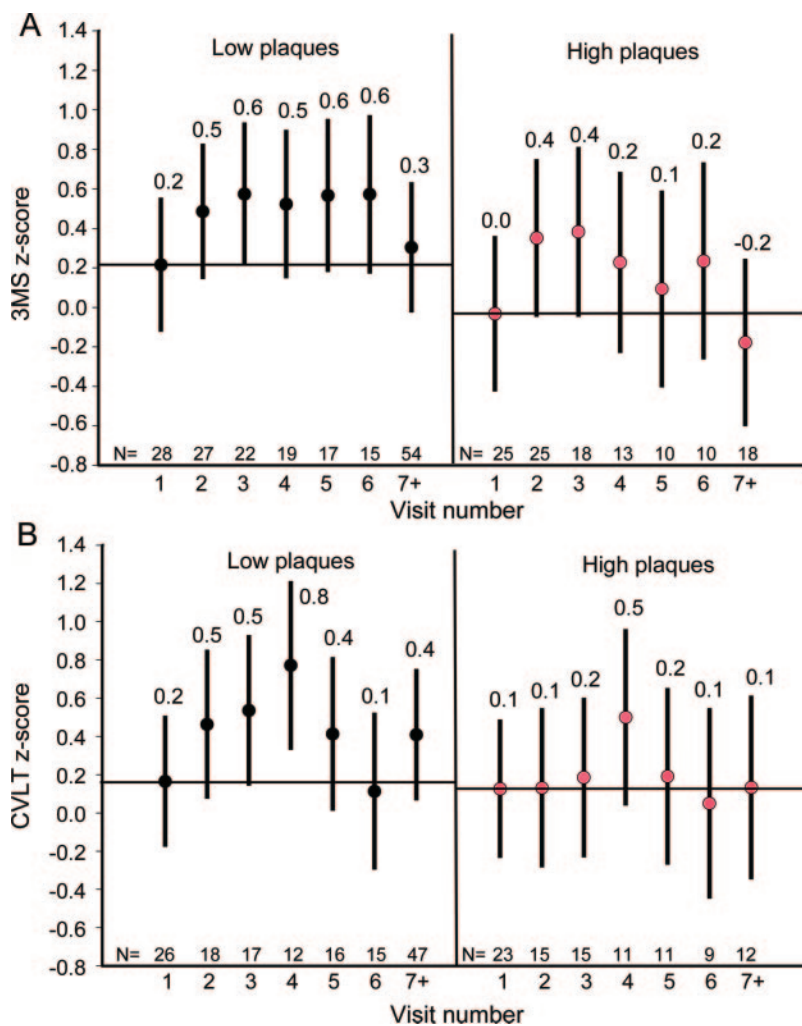 A
Low plaques
High plaques
3MS z-score
1.4
1.2
1.0
0.8
0.6
0.4
0.2
0.0
-0.2
-0.4
-0.6
-0.8
0.2 0.5 0.6 0.5 0.6 0.6 0.3
0.0 0.4 0.4 0.2 0.1 0.2 -0.2
N= 28 27 22 19 17 15 54
N= 25 25 18 13 10 10 18
1 2 3 4 5 6 7+
1 2 3 4 5 6 7+
Visit number
B
Low plaques
High plaques
CVLT z-score
1.4
1.2
1.0
0.8
0.6
0.4
0.2
0.0
-0.2
-0.4
-0.6
-0.8
0.2 0.5 0.5 0.8 0.4 0.1 0.4
0.1 0.1 0.2 0.5 0.2 0.1 0.1
N= 26 18 17 12 16 15 47
N= 23 15 15 11 11 9 12
1 2 3 4 5 6 7+
1 2 3 4 5 6 7+
Visit number